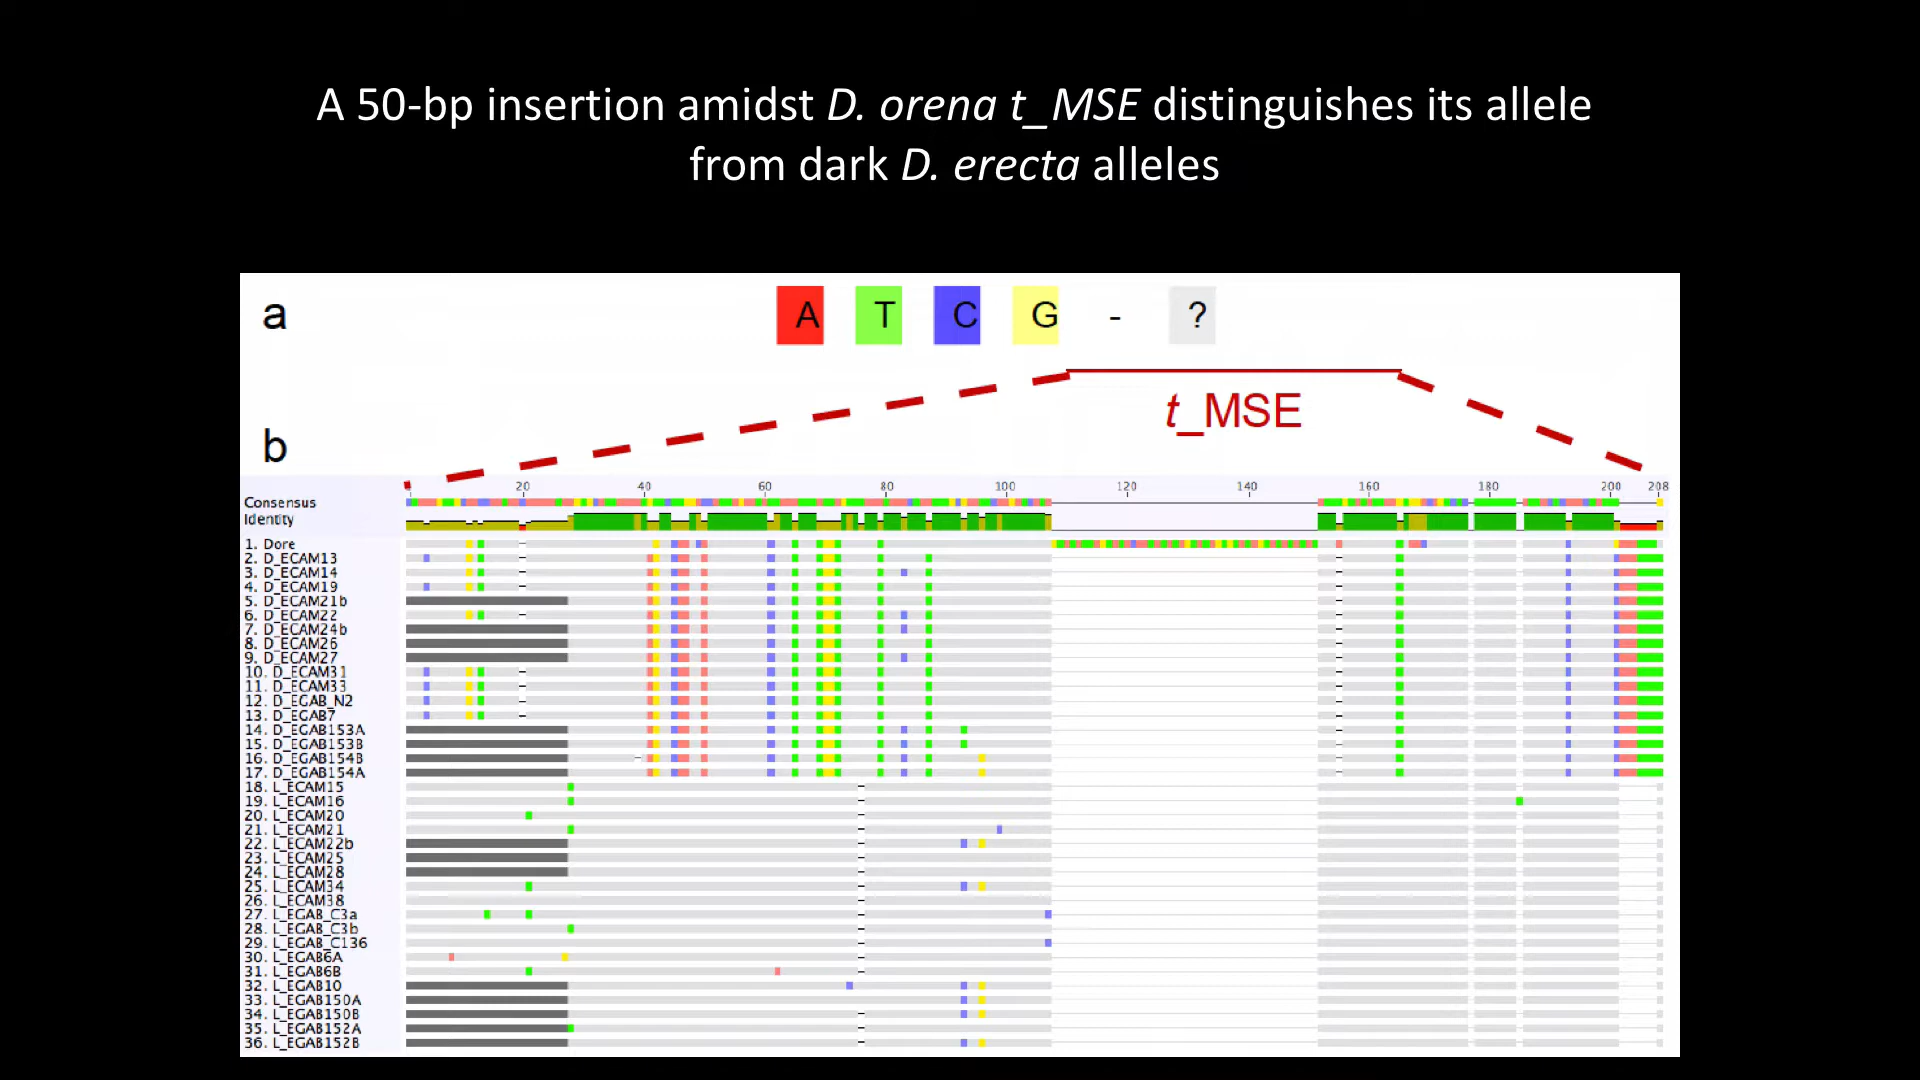 A 50-bp insertion amidst D. orena t_MSE distinguishes its allele
from dark D. erecta alleles
a
A T C G - ?
t_MSE
b
20 40 60 80 100 120 140 160 180 200 208
Consensus
Identity
1. Dore
2. D_ECAM13
3. D_ECAM14
4. D_ECAM19
5. D_ECAM21b
6. D_ECAM22
7. D_ECAM24b
8. D_ECAM26
9. D_ECAM27
10. D_ECAM31
11. D_ECAM33
12. D_EGAB_N2
13. D_EGAB7
14. D_EGAB153A
15. D_EGAB153B
16. D_EGAB154B
17. D_EGAB154A
18. L_ECAM15
19. L_ECAM16
20. L_ECAM20
21. L_ECAM21
22. L_ECAM22b
23. L_ECAM25
24. L_ECAM28
25. L_ECAM34
26. L_ECAM38
27. L_EGAB_C3a
28. L_EGAB_C3b
29. L_EGAB_C136
30. L_EGAB6A
31. L_EGAB6B
32. L_EGAB10
33. L_EGAB150A
34. L_EGAB150B
35. L_EGAB152A
36. L_EGAB152B